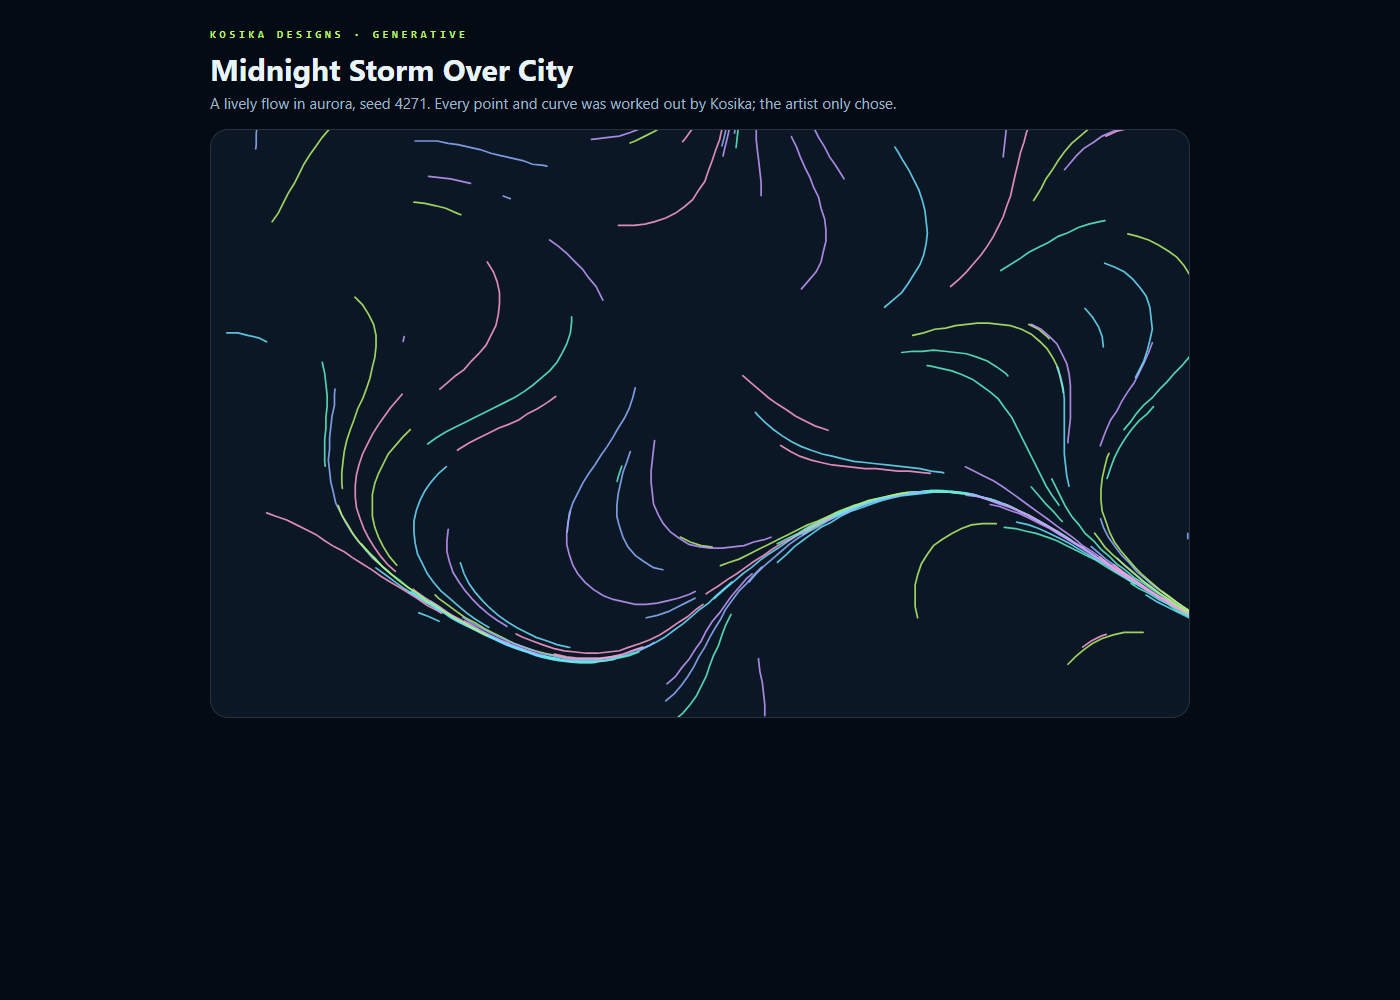 KOSIKA DESIGNS · GENERATIVE
Midnight Storm Over City
A lively flow in aurora, seed 4271. Every point and curve was worked out by Kosika; the artist only chose.